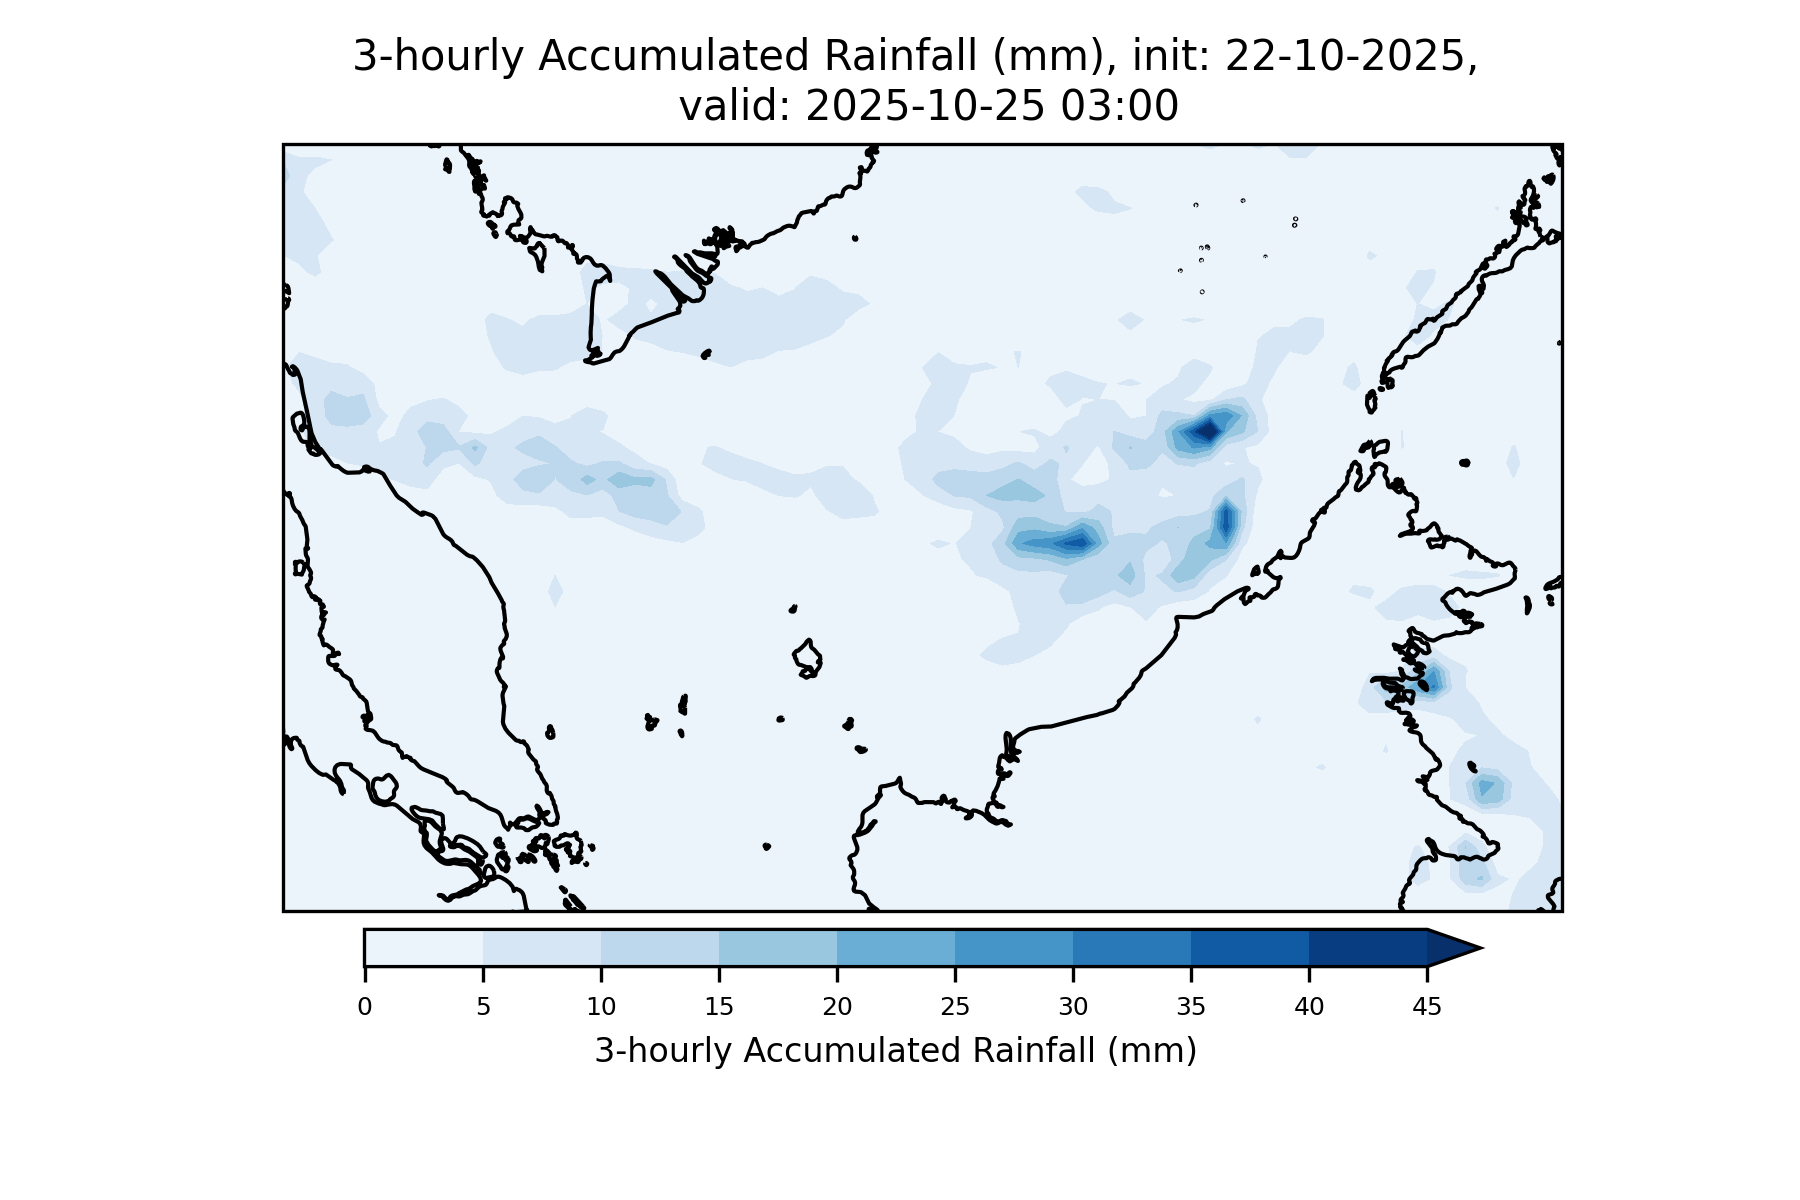 3-hourly Accumulated Rainfall (mm), init: 22-10-2025,
valid: 2025-10-25 03:00
0 5 10 15 20 25 30 35 40 45
3-hourly Accumulated Rainfall (mm)